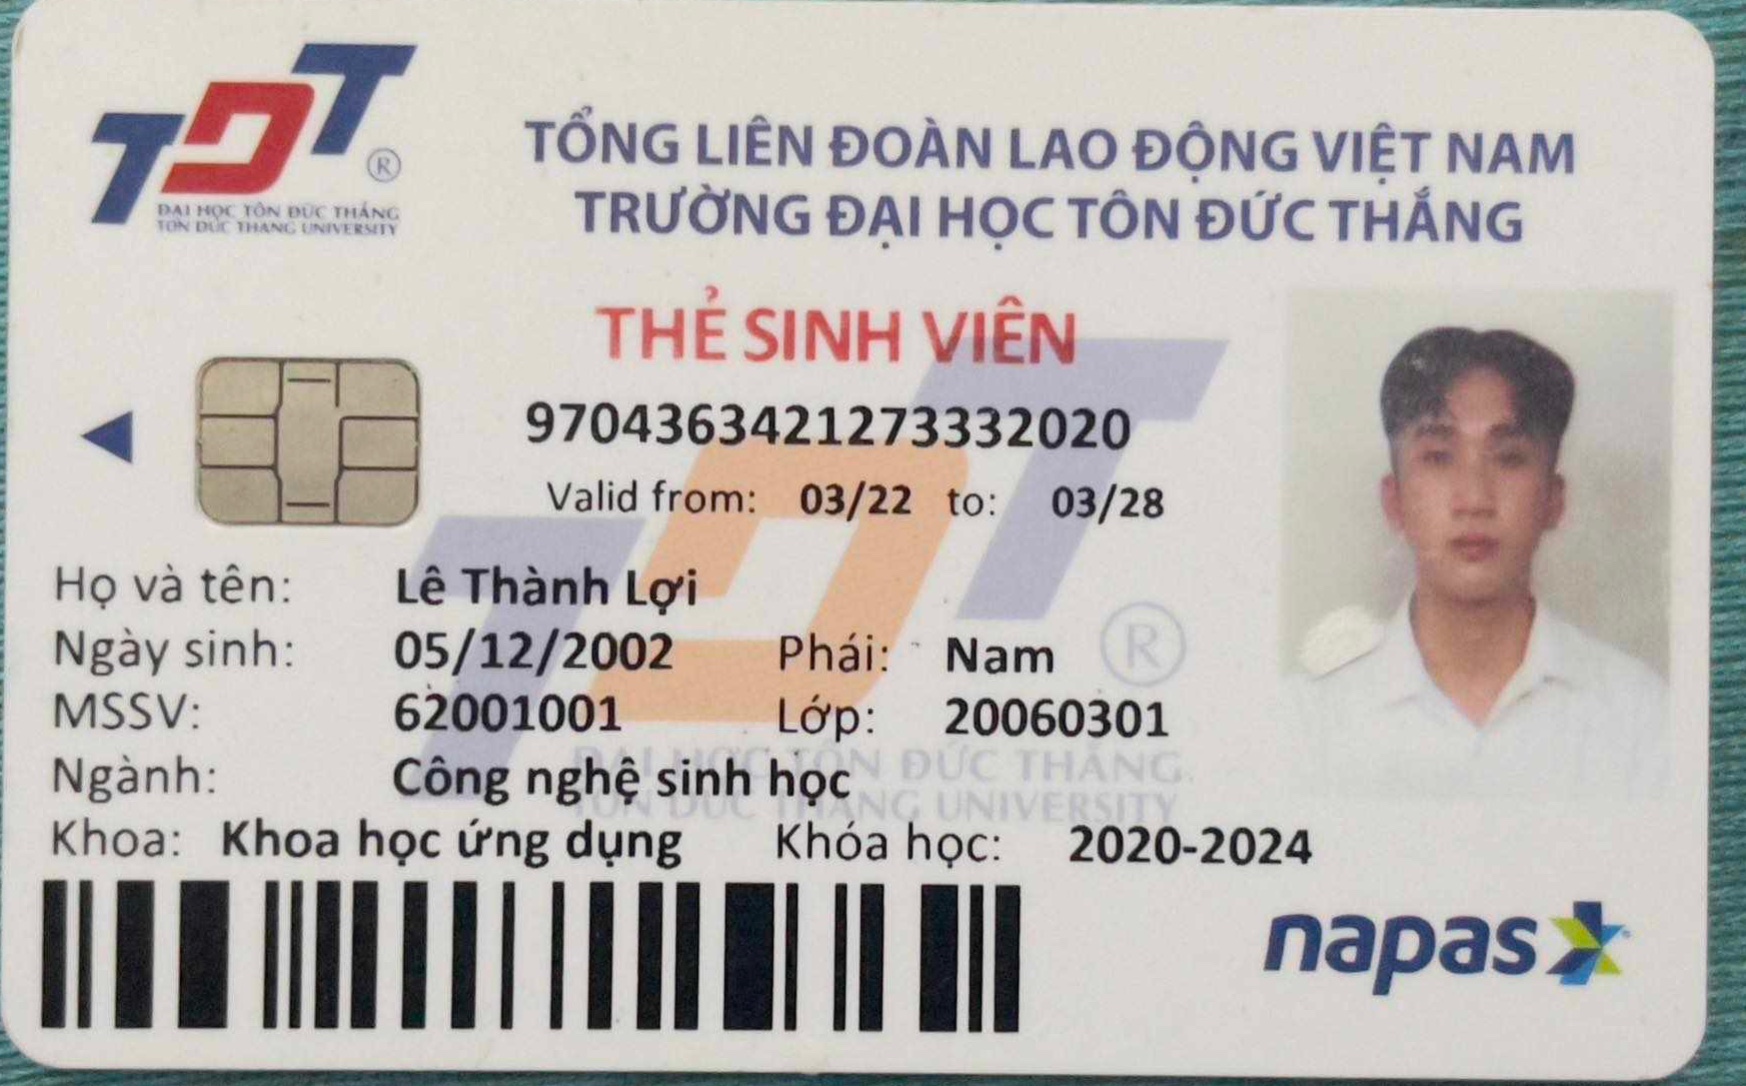 TDT ®
ĐẠI HỌC TÔN ĐỨC THẮNG
TON DUC THANG UNIVERSITY
TỔNG LIÊN ĐOÀN LAO ĐỘNG VIỆT NAM
TRƯỜNG ĐẠI HỌC TÔN ĐỨC THẮNG
THẺ SINH VIÊN
9704363421273332020
Valid from: 03/22 to: 03/28
Họ và tên: Lê Thành Lợi
Ngày sinh: 05/12/2002 Phái: Nam
MSSV: 62001001 Lớp: 20060301
Ngành: Công nghệ sinh học
Khoa: Khoa học ứng dụng Khóa học: 2020-2024
TDT ®
ĐẠI HỌC TÔN ĐỨC THẮNG
TON DUC THANG UNIVERSITY
napas